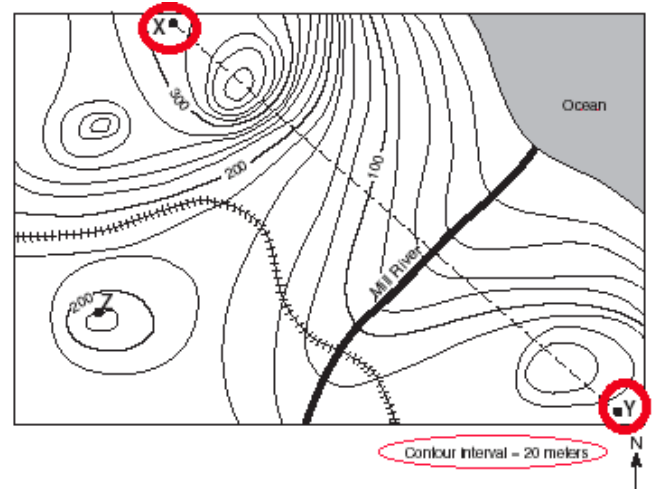 X
300
Ocean
200
100
Mill River
200
Z
Y
Contour interval = 20 meters
N